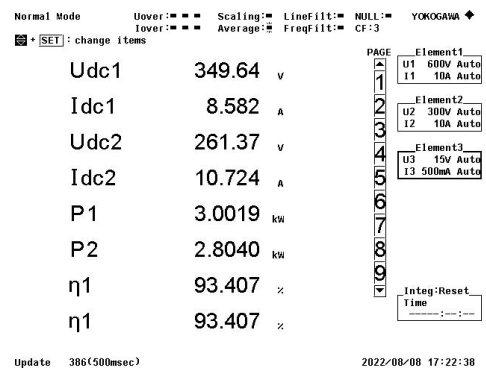 Normal Mode Uover:■ ■ ■ Scaling:■ LineFilt:■ NULL:■ YOKOGAWA ◆
Iover:■ ■ ■ Average:■ FreqFilt:■ CF:3
+ SET : change items
PAGE
Udc1 349.64 V
Idc1 8.582 A
Udc2 261.37 V
Idc2 10.724 A
P1 3.0019 kW
P2 2.8040 kW
η1 93.407 %
η1 93.407 %
1
2
3
4
5
6
7
8
9
Element1
U1 600V Auto
I1 10A Auto
Element2
U2 300V Auto
I2 10A Auto
Element3
U3 15V Auto
I3 500mA Auto
Integ:Reset
Time
-----:--:--
Update 386(500msec) 2022/08/08 17:22:38